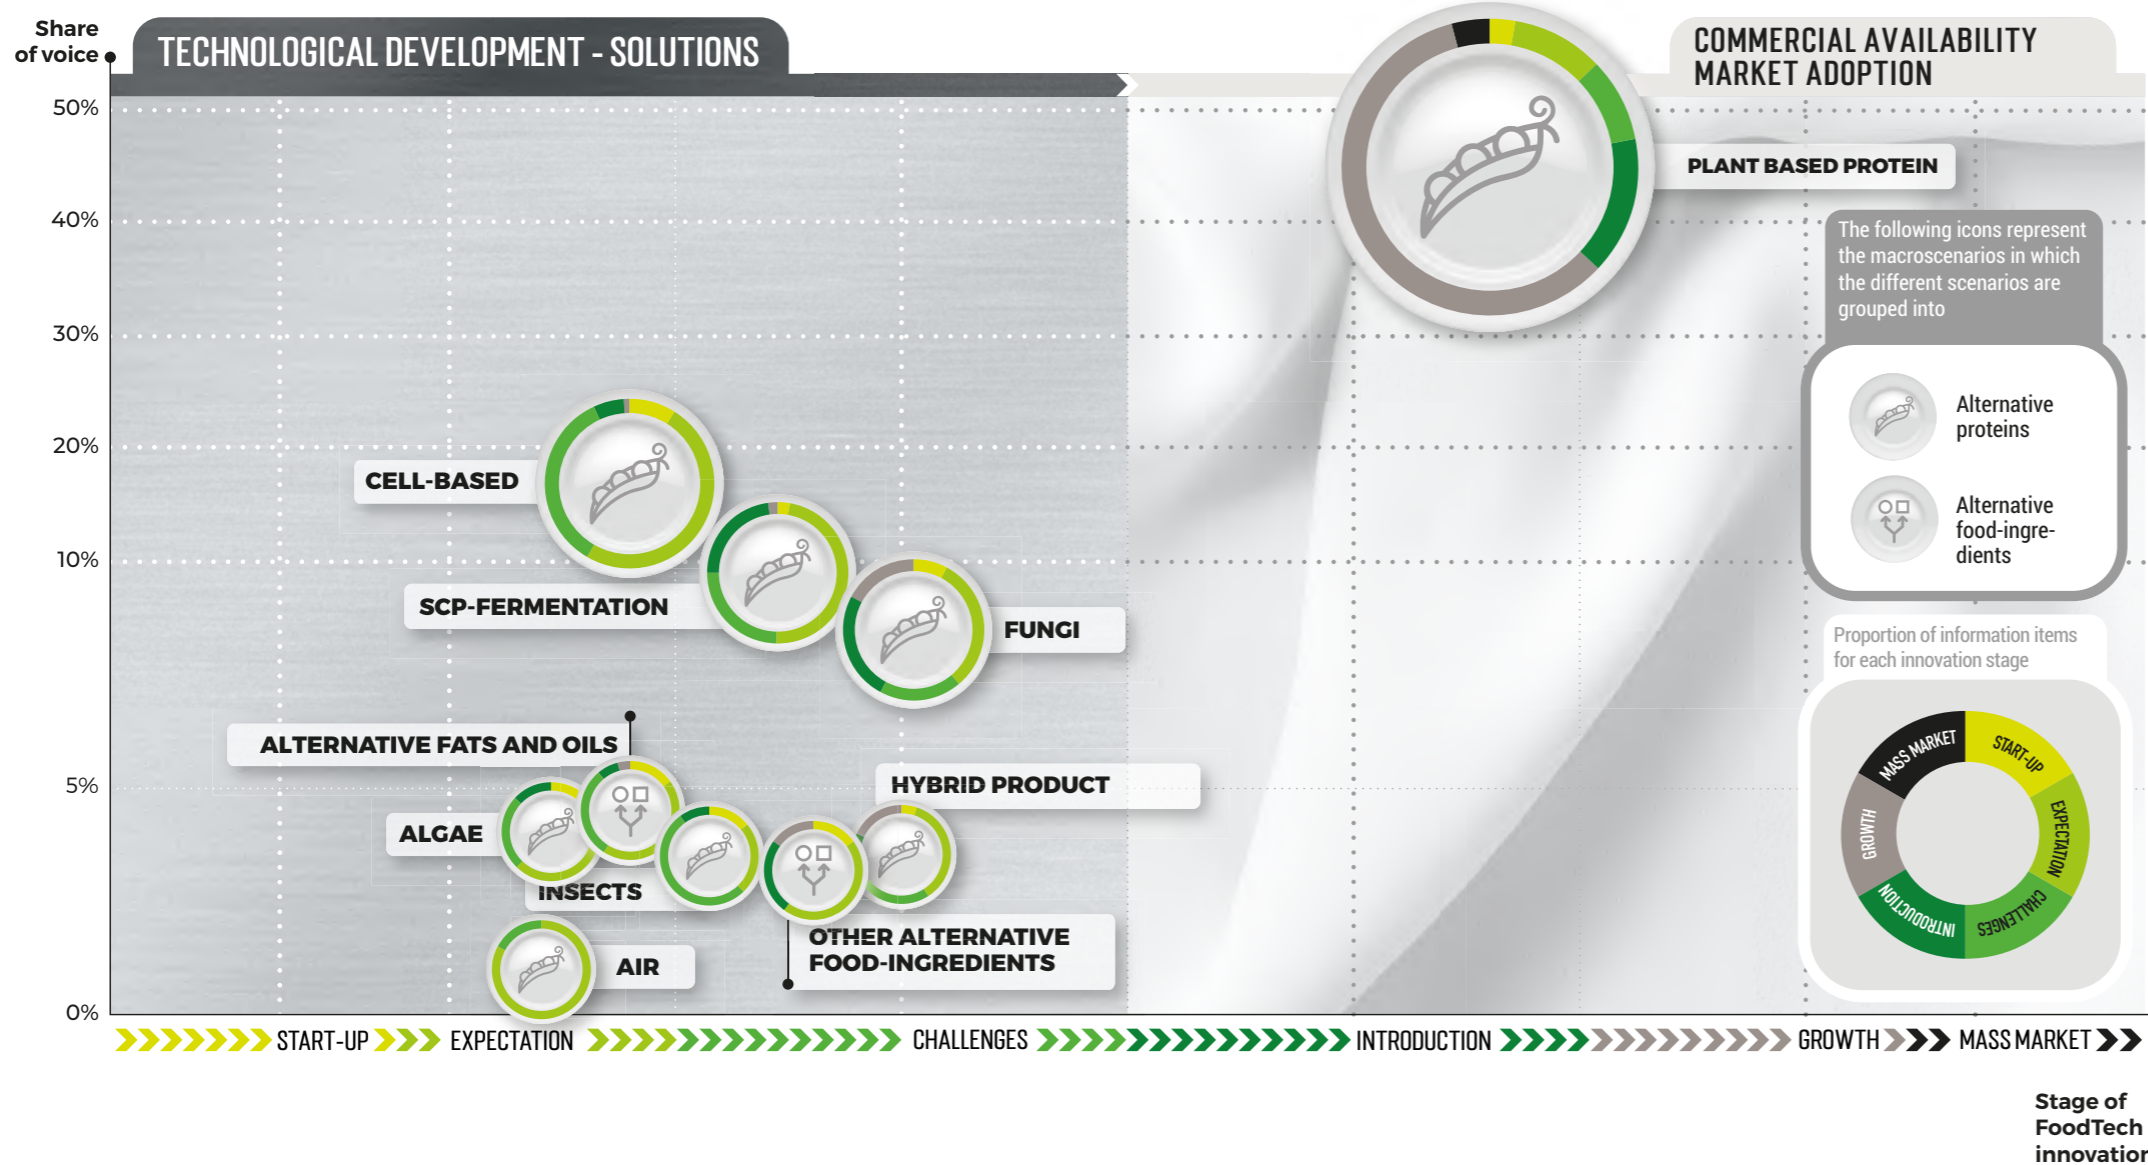 Share
of voice
TECHNOLOGICAL DEVELOPMENT - SOLUTIONS
COMMERCIAL AVAILABILITY
MARKET ADOPTION
50%
40%
30%
20%
10%
5%
0%
PLANT BASED PROTEIN
The following icons represent
the macroscenarios in which
the different scenarios are
grouped into
Alternative
proteins
Alternative
food-ingre-
dients
CELL-BASED
SCP-FERMENTATION
FUNGI
Proportion of information items
for each innovation stage
MASS MARKET
START-UP
EXPECTATION
CHALLENGES
INTRODUCTION
GROWTH
ALTERNATIVE FATS AND OILS
HYBRID PRODUCT
ALGAE
INSECTS
AIR
OTHER ALTERNATIVE
FOOD-INGREDIENTS
START-UP
EXPECTATION
CHALLENGES
INTRODUCTION
GROWTH
MASS MARKET
Stage of
FoodTech
innovation